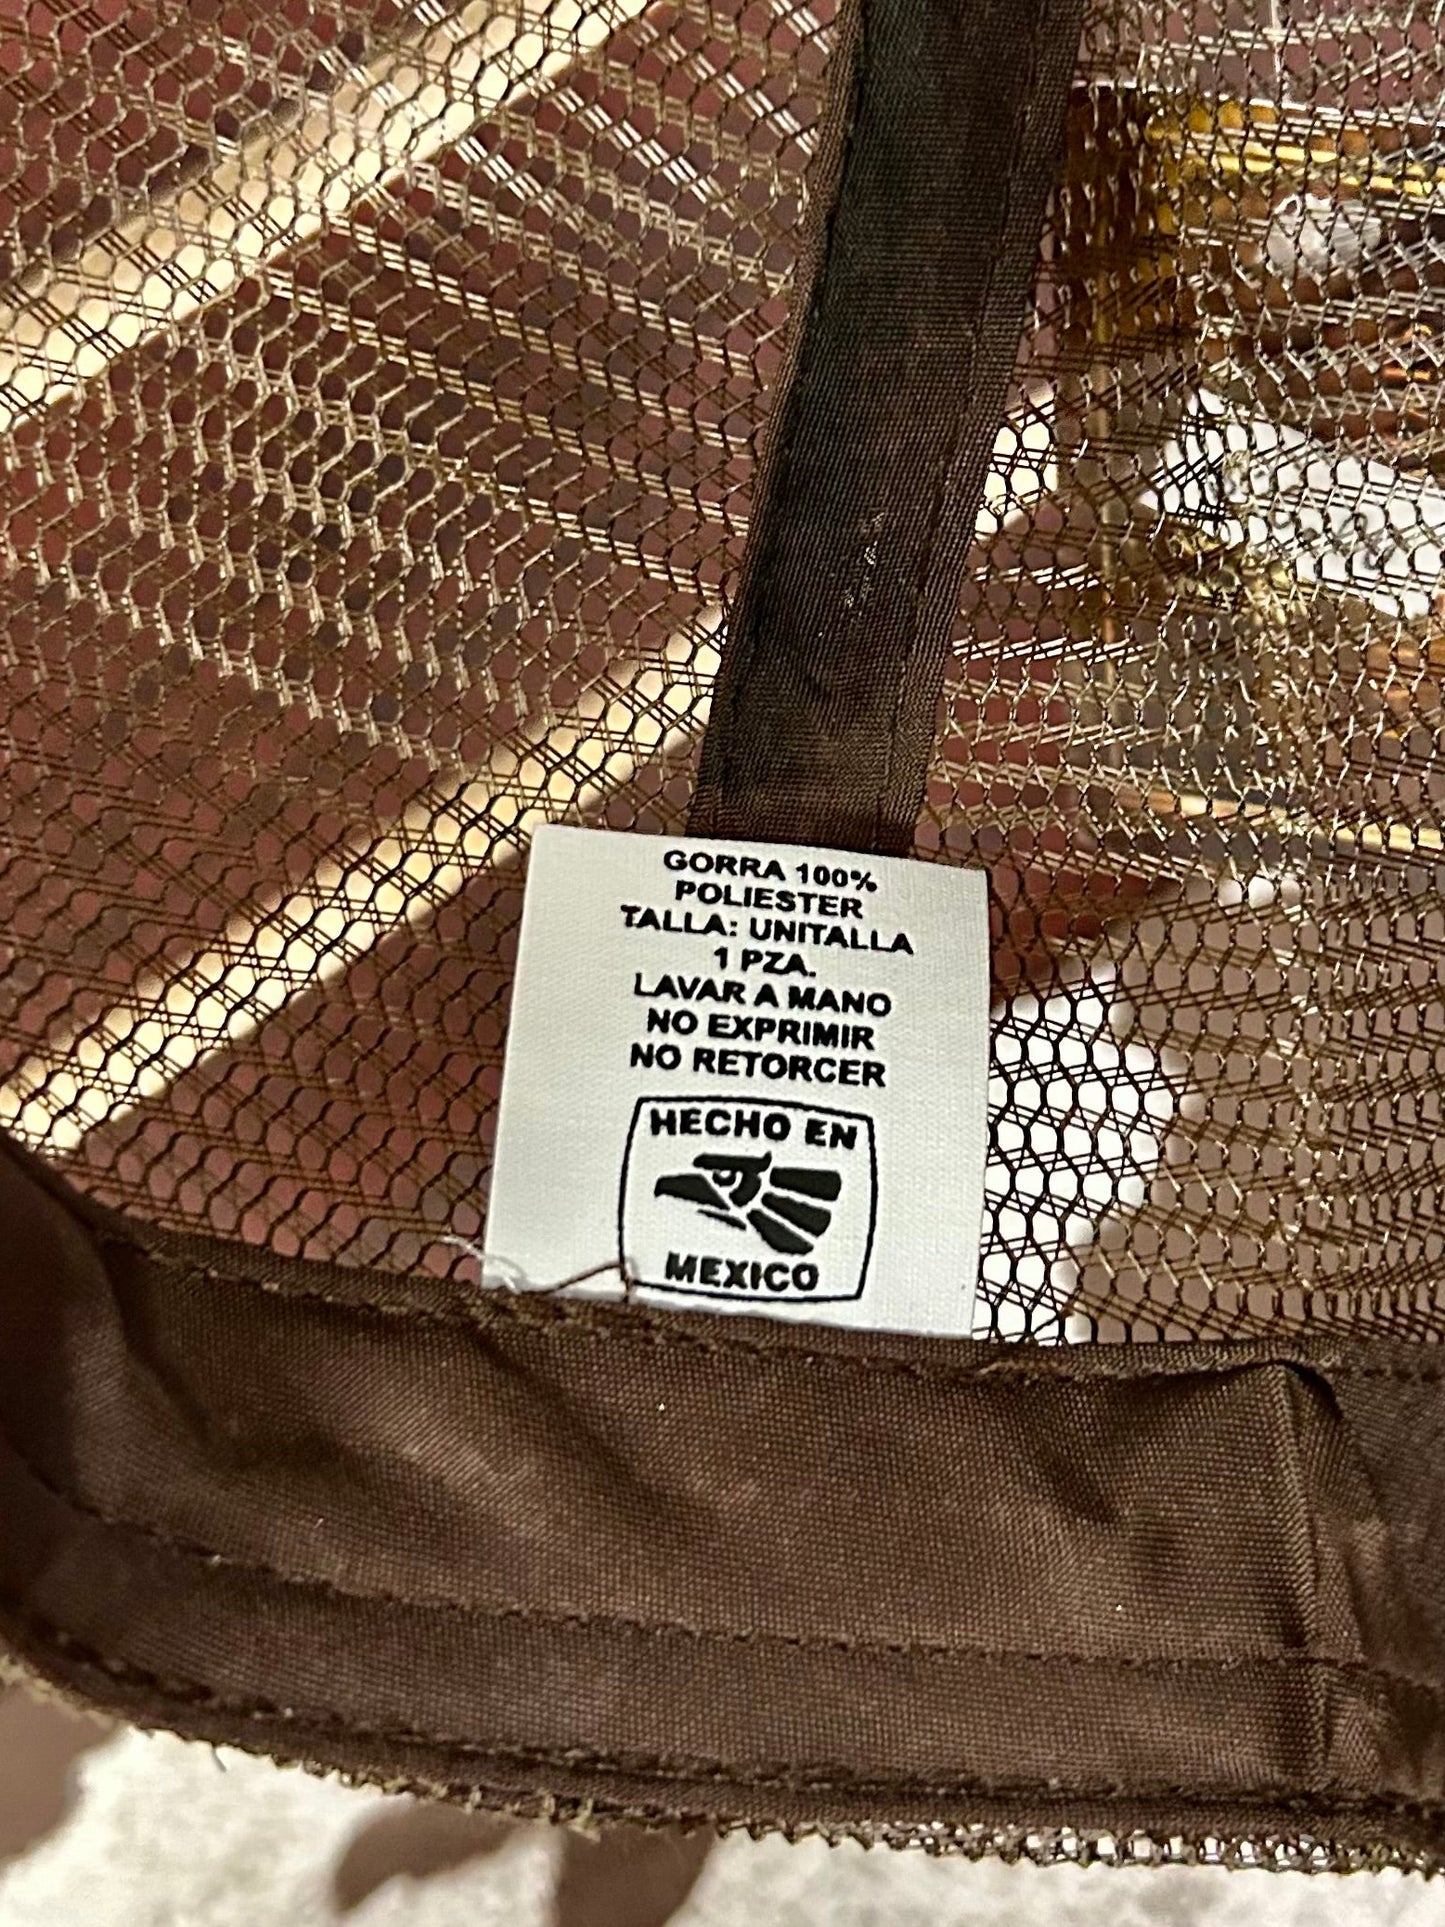 GORRA 100%
POLIESTER
TALLA: UNITALLA
1 PZA.
LAVAR A MANO
NO EXPRIMIR
NO RETORCER
HECHO EN
MEXICO